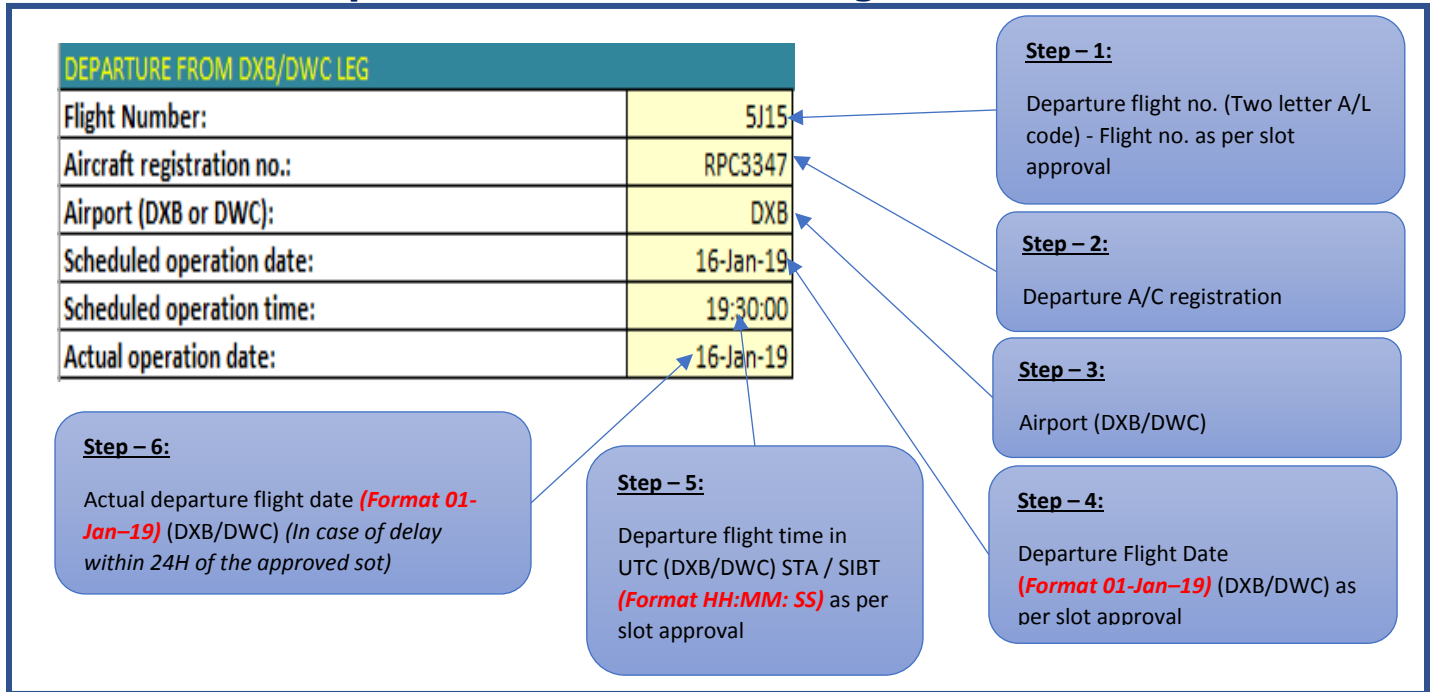 DEPARTURE FROM DXB/DWC LEG
Flight Number: 5J15
Aircraft registration no.: RPC3347
Airport (DXB or DWC): DXB
Scheduled operation date: 16-Jan-19
Scheduled operation time: 19:30:00
Actual operation date: 16-Jan-19
Step – 1:
Departure flight no. (Two letter A/L
code) - Flight no. as per slot
approval
Step – 2:
Departure A/C registration
Step – 3:
Airport (DXB/DWC)
Step – 4:
Departure Flight Date
(Format 01-Jan–19) (DXB/DWC) as
per slot approval
Step – 5:
Departure flight time in
UTC (DXB/DWC) STA / SIBT
(Format HH:MM: SS) as per
slot approval
Step – 6:
Actual departure flight date (Format 01-
Jan–19) (DXB/DWC) (In case of delay
within 24H of the approved sot)